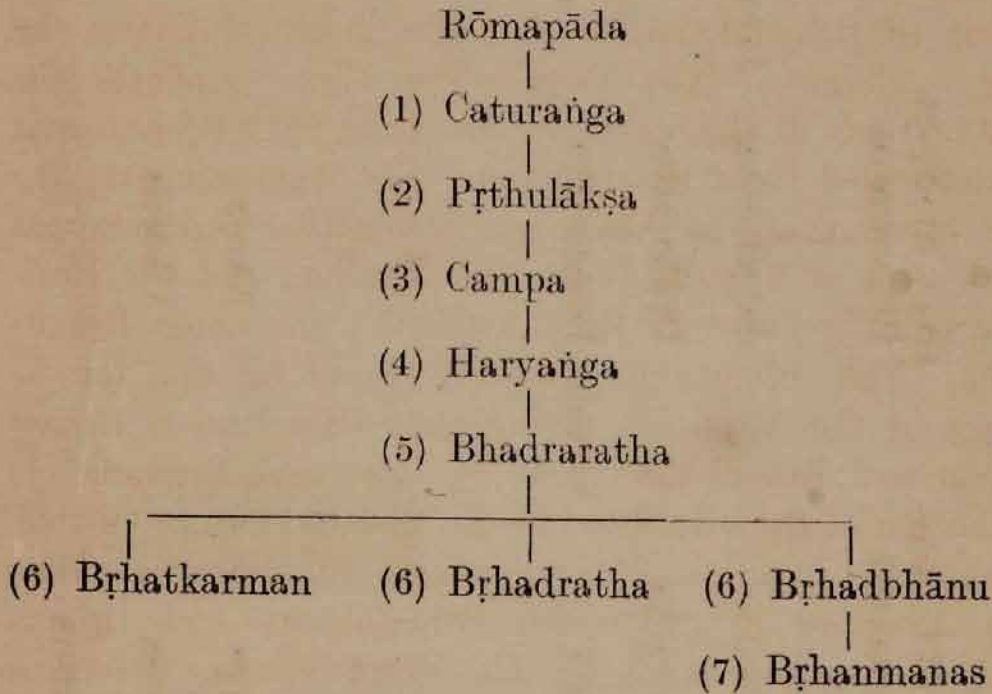 Rōmapāda
(1) Caturaṅga
(2) Pṛthulākṣa
(3) Campa
(4) Haryaṅga
(5) Bhadraratha
(6) Bṛhatkarman (6) Bṛhadratha (6) Bṛhadbhānu
(7) Bṛhanmanas